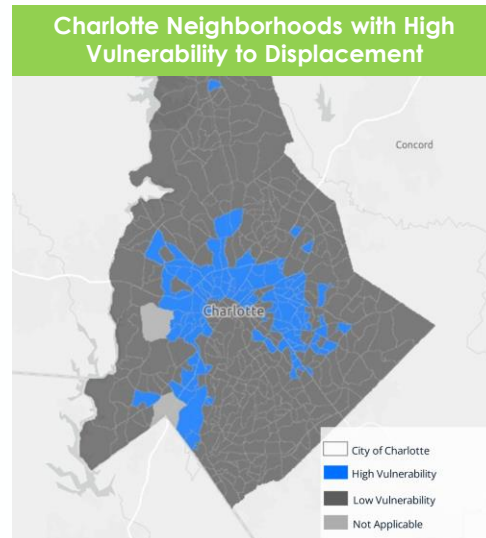 Charlotte Neighborhoods with High
Vulnerability to Displacement
Concord
Charlotte
City of Charlotte
High Vulnerability
Low Vulnerability
Not Applicable